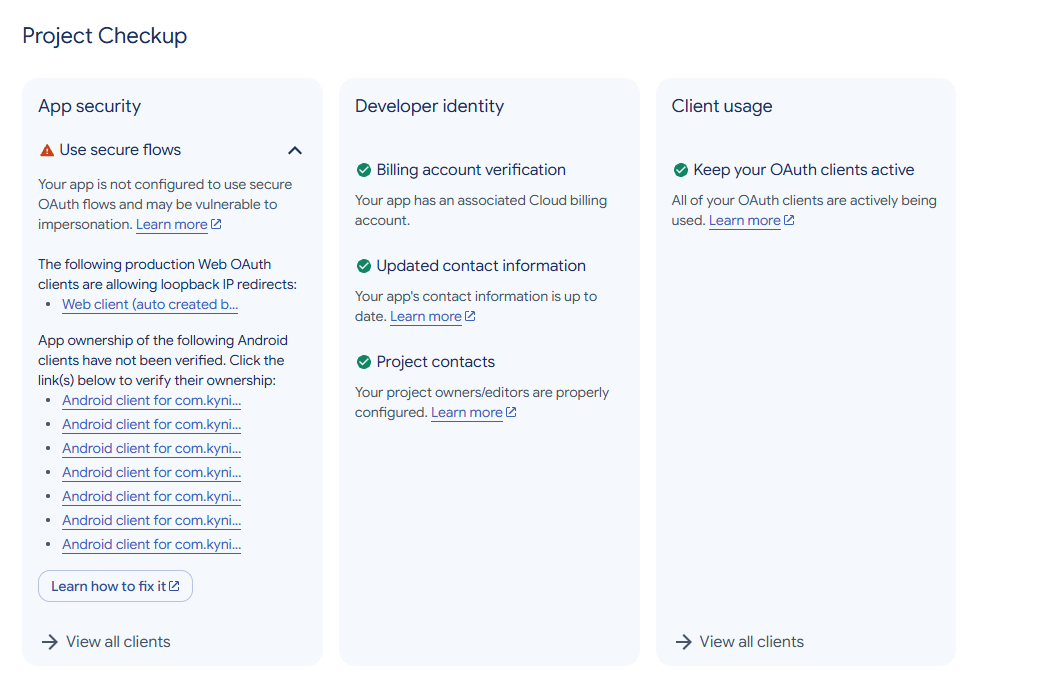 Project Checkup
App security
Use secure flows
Your app is not configured to use secure
OAuth flows and may be vulnerable to
impersonation. Learn more
The following production Web OAuth
clients are allowing loopback IP redirects:
• Web client (auto created b...
App ownership of the following Android
clients have not been verified. Click the
link(s) below to verify their ownership:
• Android client for com.kyni...
• Android client for com.kyni...
• Android client for com.kyni...
• Android client for com.kyni...
• Android client for com.kyni...
• Android client for com.kyni...
• Android client for com.kyni...
Learn how to fix it
View all clients
Developer identity
Billing account verification
Your app has an associated Cloud billing
account.
Updated contact information
Your app's contact information is up to
date. Learn more
Project contacts
Your project owners/editors are properly
configured. Learn more
Client usage
Keep your OAuth clients active
All of your OAuth clients are actively being
used. Learn more
View all clients